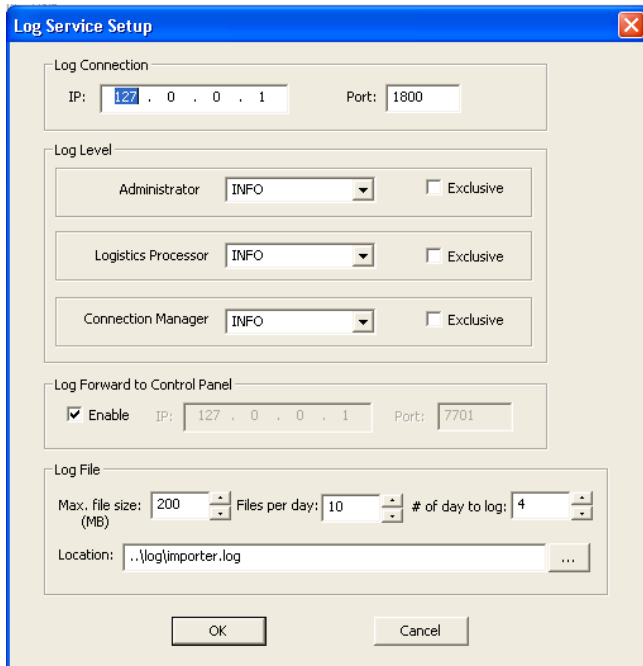 Log Service Setup
Log Connection
IP: 127 . 0 . 0 . 1 Port: 1800
Log Level
Administrator INFO Exclusive
Logistics Processor INFO Exclusive
Connection Manager INFO Exclusive
Log Forward to Control Panel
Enable IP: 127 . 0 . 0 . 1 Port: 7701
Log File
Max. file size: 200 Files per day: 10 # of day to log: 4
(MB)
Location: ..\log\importer.log ...
OK Cancel